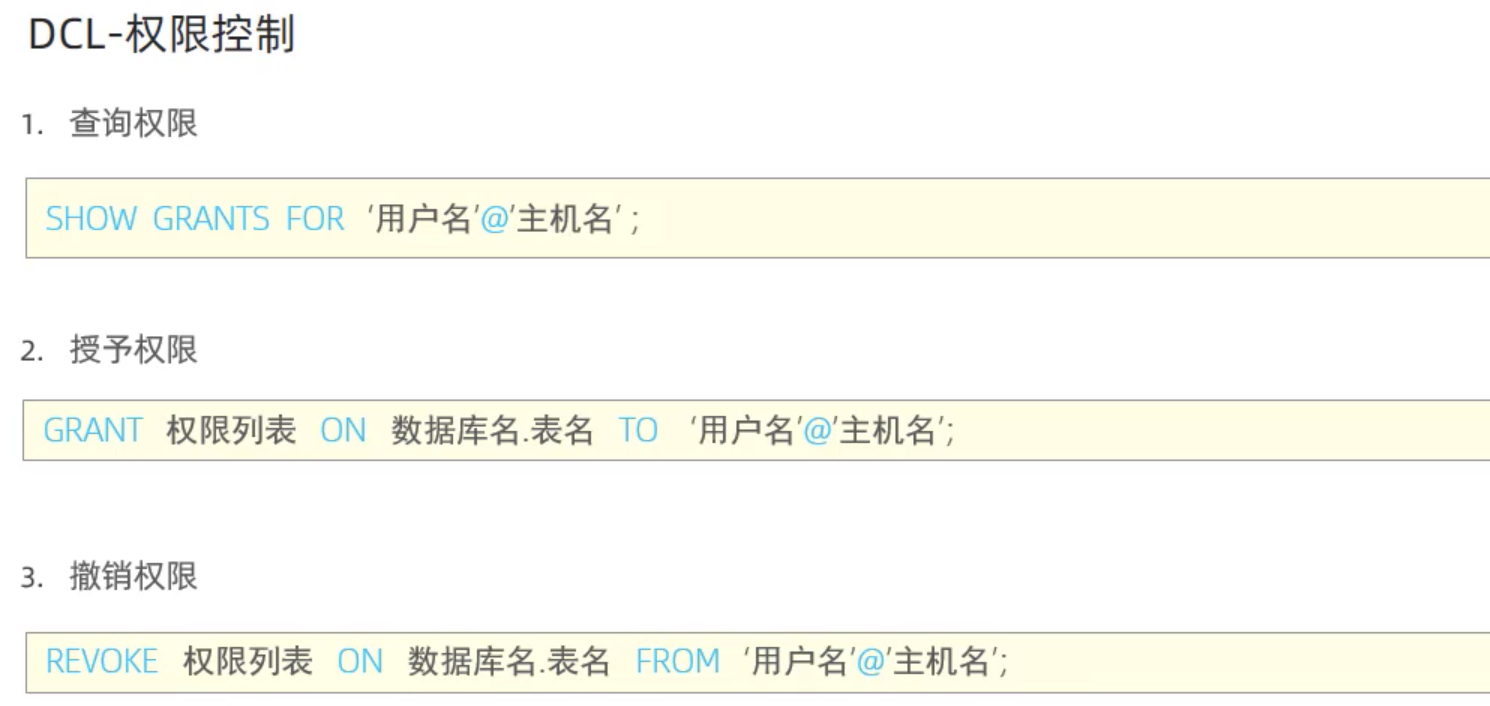 DCL-权限控制
1. 查询权限
SHOW GRANTS FOR '用户名'@'主机名' ;
2. 授予权限
GRANT 权限列表 ON 数据库名.表名 TO '用户名'@'主机名';
3. 撤销权限
REVOKE 权限列表 ON 数据库名.表名 FROM '用户名'@'主机名';